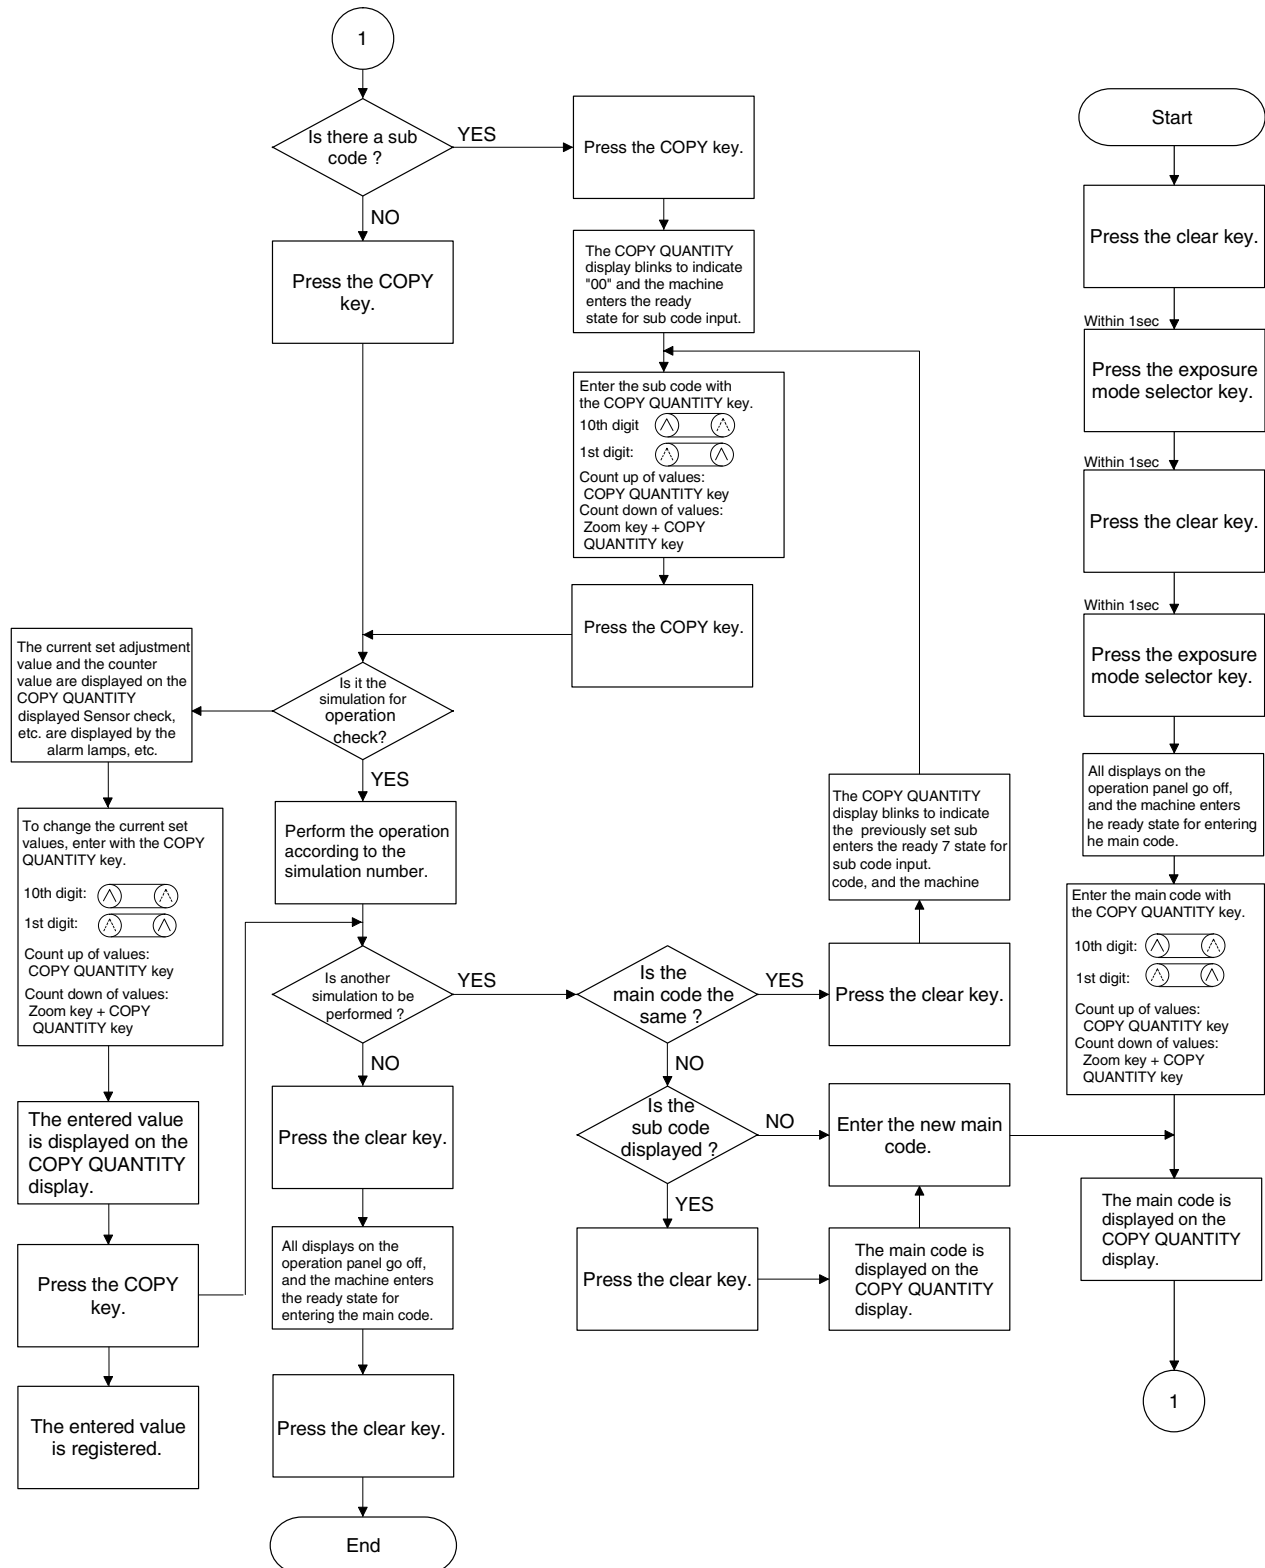 1
Is there a sub
code ?
YES
NO
Press the COPY
key.
Press the COPY key.
The COPY QUANTITY
display blinks to indicate
"00" and the machine
enters the ready
state for sub code input.
Enter the sub code with
the COPY QUANTITY key.
10th digit
1st digit:
Count up of values:
COPY QUANTITY key
Count down of values:
Zoom key + COPY
QUANTITY key
Press the COPY key.
Is it the
simulation for
operation
check?
YES
The current set adjustment
value and the counter
value are displayed on the
COPY QUANTITY
displayed Sensor check,
etc. are displayed by the
alarm lamps, etc.
To change the current set
values, enter with the COPY
QUANTITY key.
10th digit:
1st digit:
Count up of values:
COPY QUANTITY key
Count down of values:
Zoom key + COPY
QUANTITY key
The entered value
is displayed on the
COPY QUANTITY
display.
Press the COPY
key.
The entered value
is registered.
Perform the operation
according to the
simulation number.
Is another
simulation to be
performed ?
YES
NO
Press the clear key.
All displays on the
operation panel go off,
and the machine enters
the ready state for
entering the main code.
Press the clear key.
End
Is the
main code the
same ?
YES
NO
Press the clear key.
The COPY QUANTITY
display blinks to indicate
the previously set sub
enters the ready 7 state for
sub code input.
code, and the machine
Is the
sub code
displayed ?
NO
YES
Enter the new main
code.
Press the clear key.
The main code is
displayed on the
COPY QUANTITY
display.
Start
Press the clear key.
Within 1sec
Press the exposure
mode selector key.
Within 1sec
Press the clear key.
Within 1sec
Press the exposure
mode selector key.
All displays on the
operation panel go off,
and the machine enters
he ready state for entering
he main code.
Enter the main code with
the COPY QUANTITY key.
10th digit:
1st digit:
Count up of values:
COPY QUANTITY key
Count down of values:
Zoom key + COPY
QUANTITY key
The main code is
displayed on the
COPY QUANTITY
display.
1